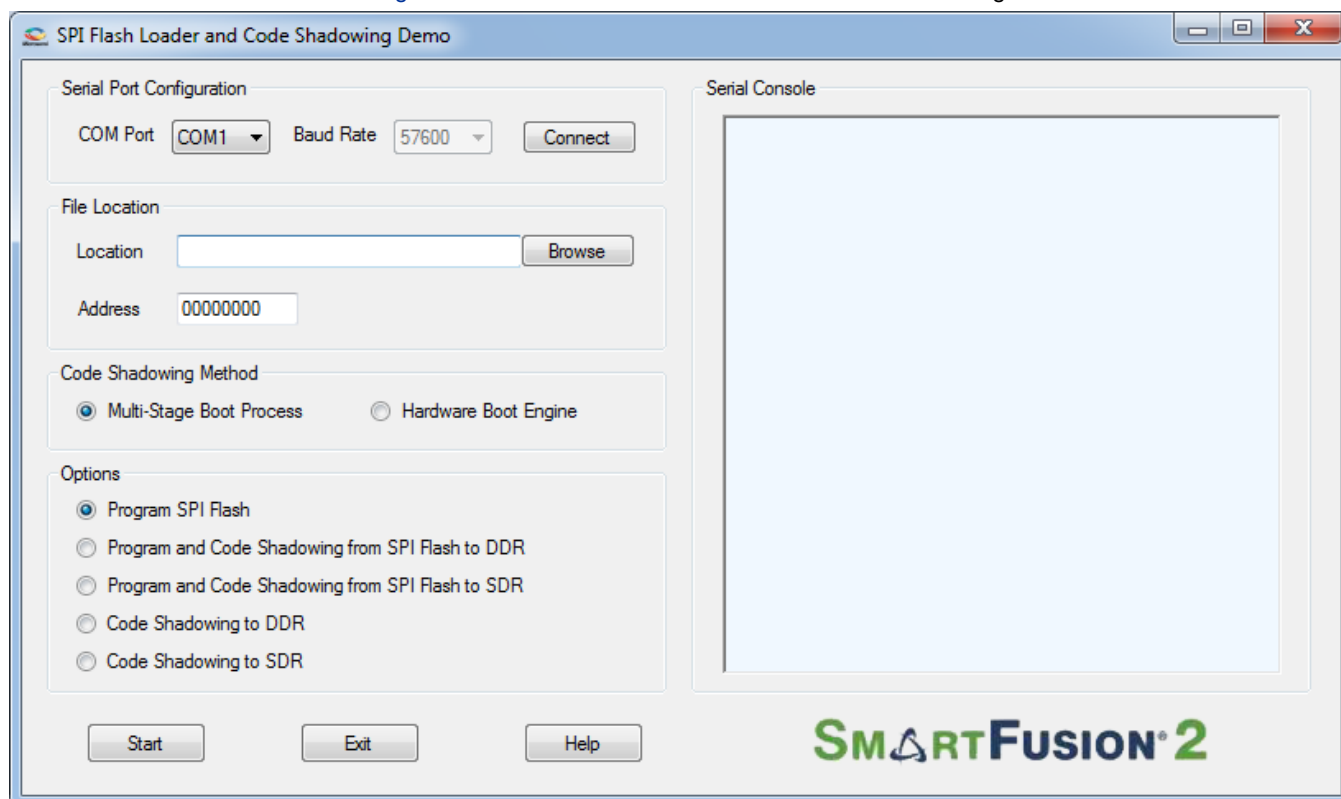 SPI Flash Loader and Code Shadowing Demo
Serial Port Configuration
COM Port COM1 Baud Rate 57600 Connect
File Location
Location Browse
Address 00000000
Code Shadowing Method
Multi-Stage Boot Process Hardware Boot Engine
Options
Program SPI Flash
Program and Code Shadowing from SPI Flash to DDR
Program and Code Shadowing from SPI Flash to SDR
Code Shadowing to DDR
Code Shadowing to SDR
Start Exit Help
Serial Console
SMARTFUSION® 2